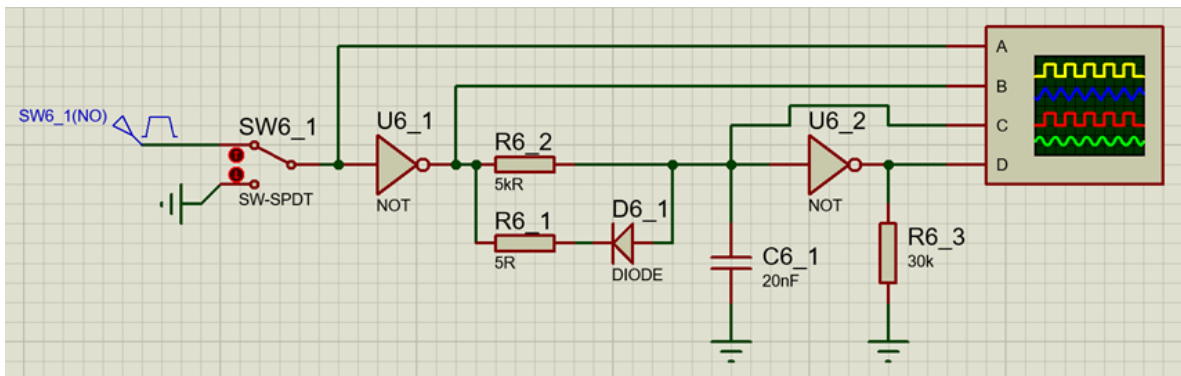 A
B
C
D
SW6_1(NO)
SW6_1
SW-SPDT
U6_1
NOT
R6_2
5kR
R6_1
5R
D6_1
DIODE
C6_1
20nF
U6_2
NOT
R6_3
30k